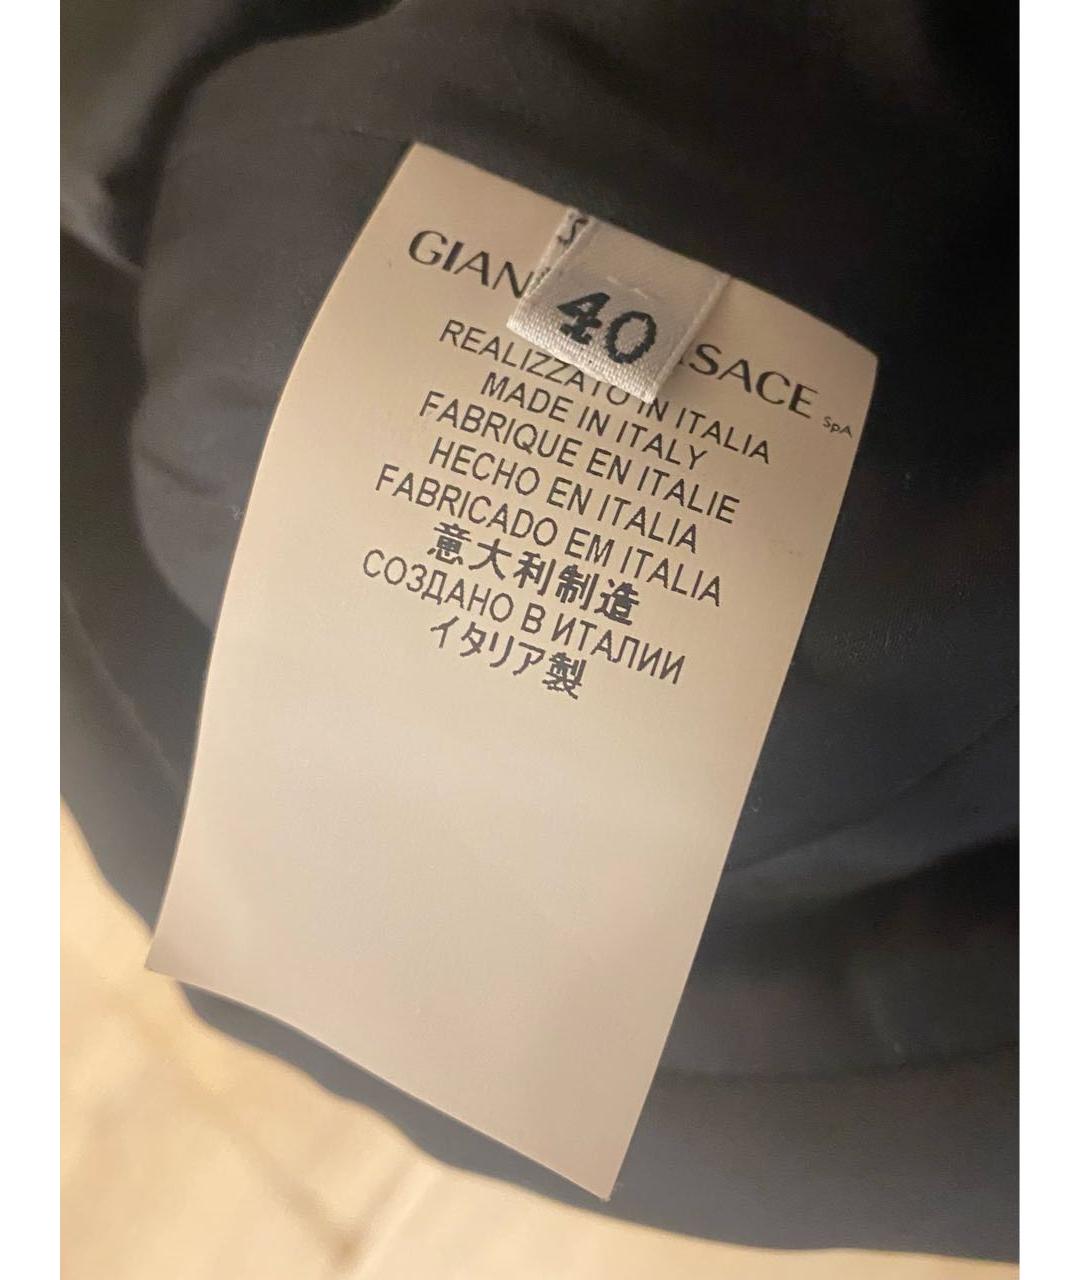 GIAN SACE SpA
40
REALIZZATO IN ITALIA
MADE IN ITALY
FABRIQUE EN ITALIE
HECHO EN ITALIA
FABRICADO EM ITALIA
意大利制造
СОЗДАНО В ИТАЛИИ
イタリア製